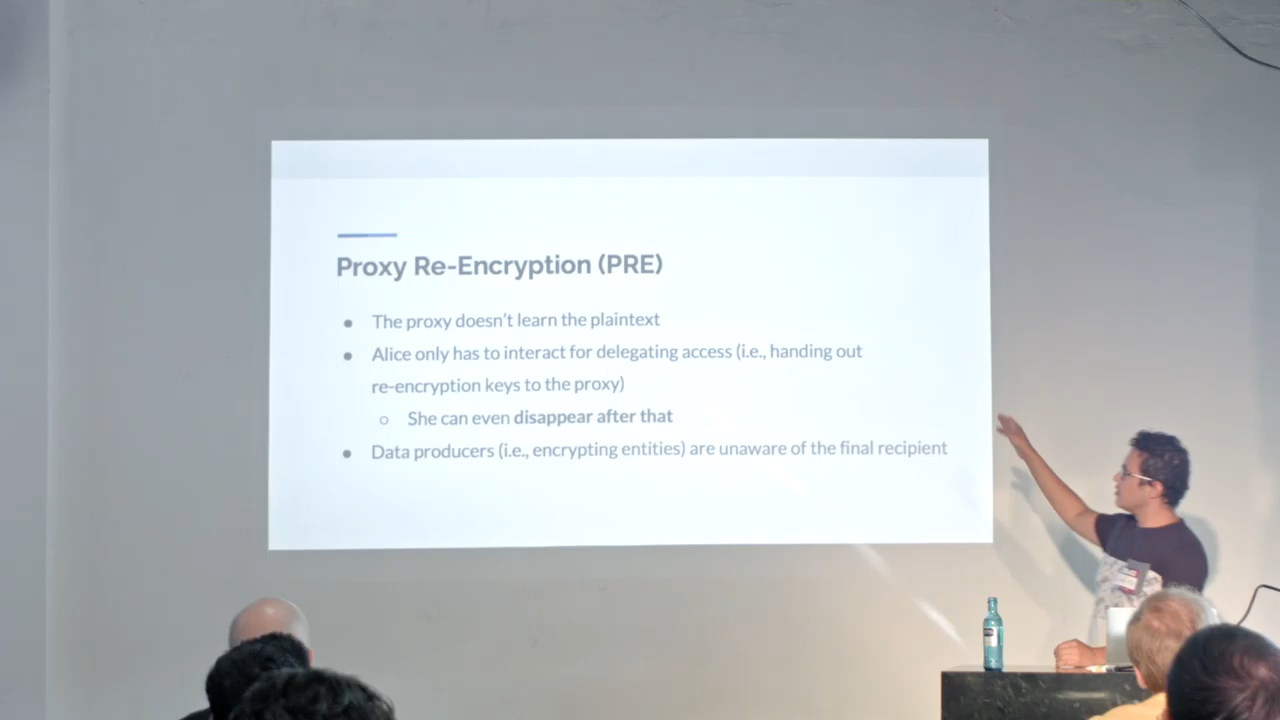 Proxy Re-Encryption (PRE)
● The proxy doesn't learn the plaintext
● Alice only has to interact for delegating access (i.e., handing out
re-encryption keys to the proxy)
○ She can even disappear after that
● Data producers (i.e., encrypting entities) are unaware of the final recipient